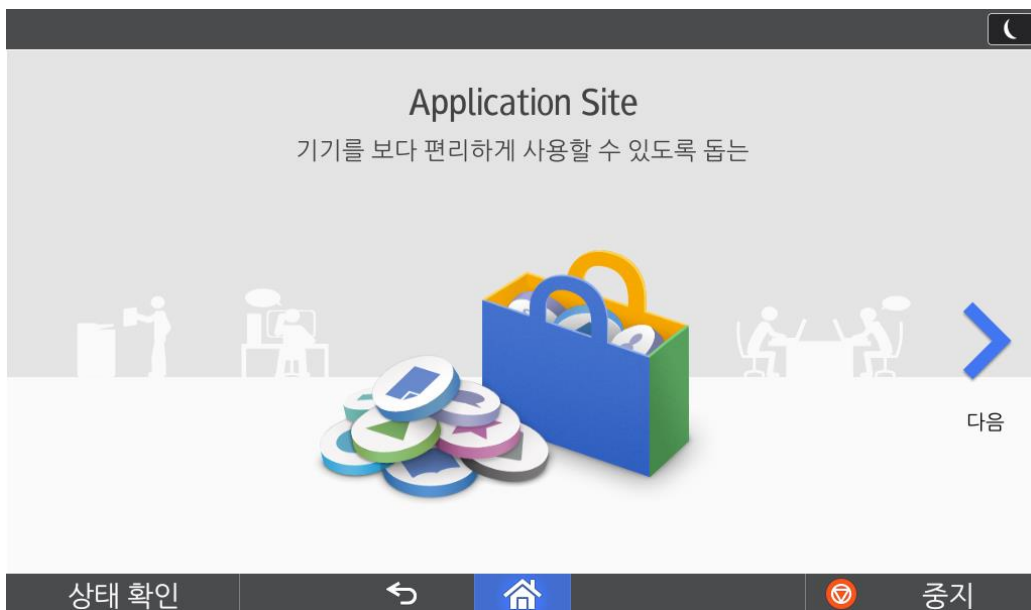 Application Site
기기를 보다 편리하게 사용할 수 있도록 돕는
다음
상태 확인
중지